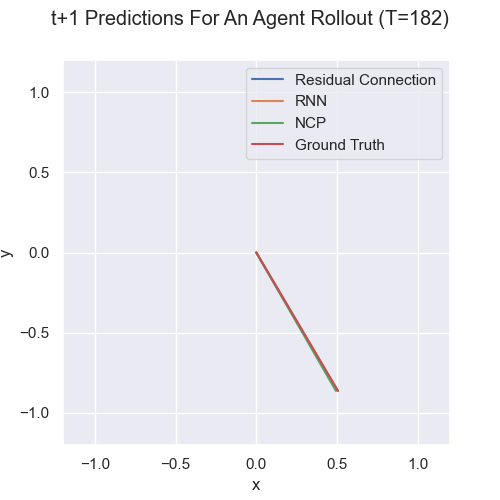 t+1 Predictions For An Agent Rollout (T=182)
Residual Connection
RNN
NCP
Ground Truth
1.0
0.5
0.0
−0.5
−1.0
y
−1.0 −0.5 0.0 0.5 1.0
x